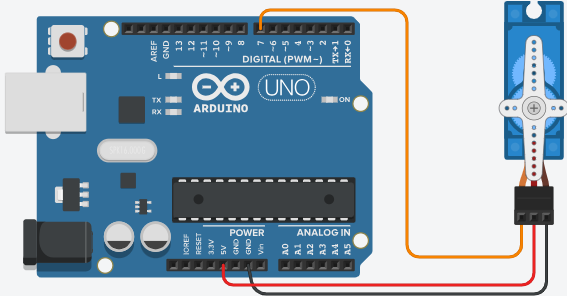 AREF
GND
13
12
~11
~10
~9
8
7
~6
~5
4
~3
2
TX→1
RX←0
DIGITAL (PWM~)
L
TX
RX
ARDUINO
UNO
ON
POWER
ANALOG IN
IOREF
RESET
3.3V
5V
GND
GND
Vin
A0
A1
A2
A3
A4
A5